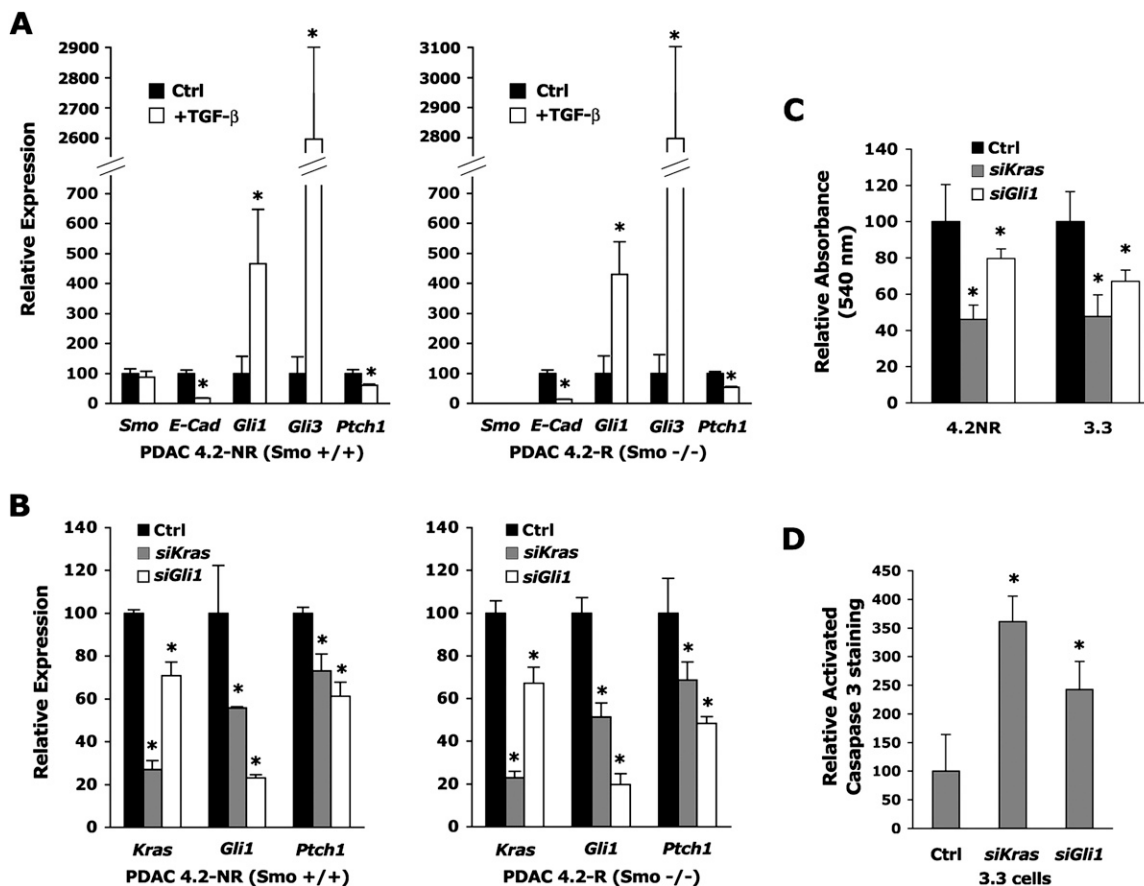 A
Relative Expression
2900
2800
2700
2600
700
600
500
400
300
200
100
0
Ctrl
+TGF-β
*
*
*
*
Smo E-Cad Gli1 Gli3 Ptch1
PDAC 4.2-NR (Smo +/+)
3100
3000
2900
2800
700
600
500
400
300
200
100
0
Ctrl
+TGF-β
*
*
*
*
Smo E-Cad Gli1 Gli3 Ptch1
PDAC 4.2-R (Smo -/-)
B
Relative Expression
140
120
100
80
60
40
20
0
Ctrl
siKras
siGli1
*
*
*
*
*
*
Kras Gli1 Ptch1
PDAC 4.2-NR (Smo +/+)
140
120
100
80
60
40
20
0
Ctrl
siKras
siGli1
*
*
*
*
*
*
Kras Gli1 Ptch1
PDAC 4.2-R (Smo -/-)
C
Relative Absorbance
(540 nm)
140
120
100
80
60
40
20
0
Ctrl
siKras
siGli1
*
*
*
*
4.2NR 3.3
D
Relative Activated
Casapase 3 staining
450
400
350
300
250
200
150
100
50
0
*
*
Ctrl siKras siGli1
3.3 cells